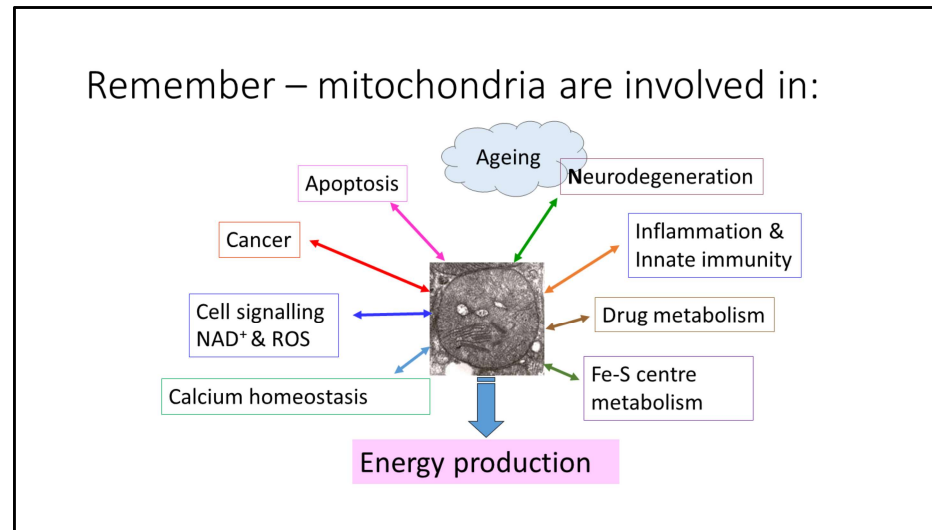 Remember – mitochondria are involved in:
Ageing
Apoptosis
Neurodegeneration
Cancer
Inflammation &
Innate immunity
Cell signalling
NAD⁺ & ROS
Drug metabolism
Calcium homeostasis
Fe-S centre
metabolism
Energy production